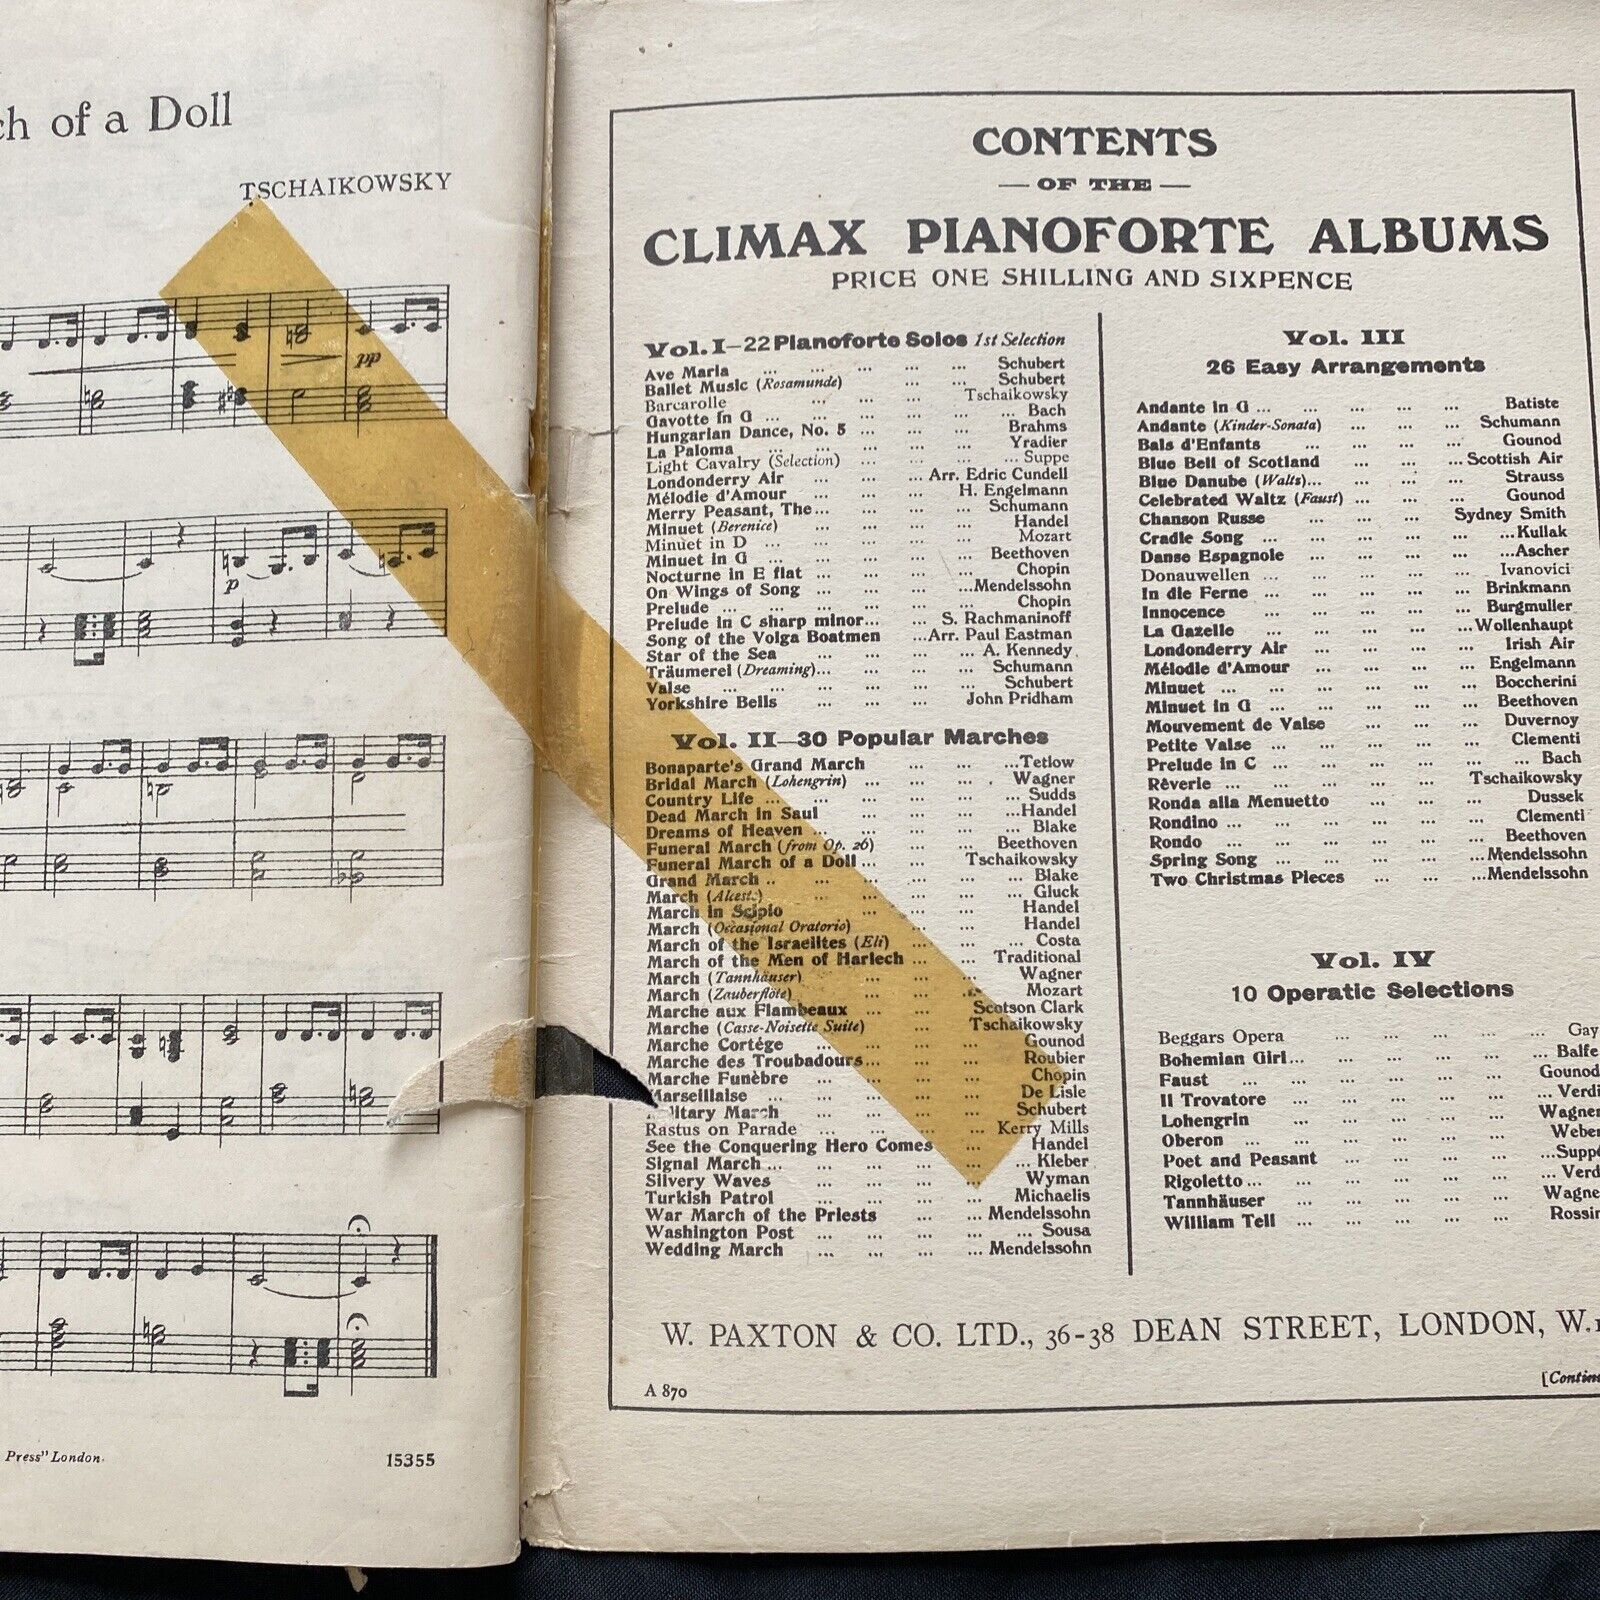 ch of a Doll
TSCHAIKOWSKY
pp
p
Press" London.
15355
CONTENTS
— OF THE —
CLIMAX PIANOFORTE ALBUMS
PRICE ONE SHILLING AND SIXPENCE
Vol. I—22 Pianoforte Solos 1st Selection
Ave Maria ... ... ... ... ... Schubert
Ballet Music (Rosamunde) ... ... Schubert
Barcarolle ... ... ... Tschaikowsky
Gavotte in G ... ... ... ... ... Bach
Hungarian Dance, No. 5 ... ... ... Brahms
La Paloma ... ... ... ... ... Yradier
Light Cavalry (Selection) ... ... ... Suppe
Londonderry Air ... ... ... Arr. Edric Cundell
Mélodie d'Amour ... ... H. Engelmann
Merry Peasant, The ... ... ... ... Schumann
Minuet (Berenice) ... ... ... Handel
Minuet in D ... ... ... ... Mozart
Minuet in G ... ... ... ... Beethoven
Nocturne in E flat ... ... ... Chopin
On Wings of Song ... ... ... Mendelssohn
Prelude ... ... ... ... ... Chopin
Prelude in C sharp minor ... ... S. Rachmaninoff
Song of the Volga Boatmen ... Arr. Paul Eastman
Star of the Sea ... ... ... A. Kennedy
Träumerei (Dreaming) ... ... ... Schumann
Valse ... ... ... ... ... Schubert
Yorkshire Bells ... ... ... John Pridham
Vol. II—30 Popular Marches
Bonaparte's Grand March ... ... ... Tetlow
Bridal March (Lohengrin) ... ... ... Wagner
Country Life ... ... ... ... ... Sudds
Dead March in Saul ... ... ... Handel
Dreams of Heaven ... ... ... ... Blake
Funeral March (from Op. 26) ... ... Beethoven
Funeral March of a Doll ... ... Tschaikowsky
Grand March ... ... ... ... Blake
March (Alceste) ... ... ... Gluck
March in Scipio ... ... ... Handel
March (Occasional Oratorio) ... ... Handel
March of the Israelites (Eli) ... ... Costa
March of the Men of Harlech ... ... Traditional
March (Tannhäuser) ... ... ... Wagner
March (Zauberflöte) ... ... ... Mozart
Marche aux Flambeaux ... ... Scotson Clark
Marche (Casse-Noisette Suite) ... Tschaikowsky
Marche Cortége ... ... ... Gounod
Marche des Troubadours ... ... ... Roubier
Marche Funèbre ... ... ... ... Chopin
Marseillaise ... ... ... ... De Lisle
Military March ... ... ... Schubert
Rastus on Parade ... ... ... ... Kerry Mills
See the Conquering Hero Comes ... Handel
Signal March ... ... ... ... ... Kleber
Silvery Waves ... ... ... ... Wyman
Turkish Patrol ... ... ... ... Michaelis
War March of the Priests ... ... Mendelssohn
Washington Post ... ... ... ... Sousa
Wedding March ... ... ... ... Mendelssohn
Vol. III
26 Easy Arrangements
Andante in G ... ... ... ... ... Batiste
Andante (Kinder-Sonata) ... ... ... Schumann
Bals d'Enfants ... ... ... ... Gounod
Blue Bell of Scotland ... ... ... Scottish Air
Blue Danube (Walts) ... ... ... ... Strauss
Celebrated Waltz (Faust) ... ... ... Gounod
Chanson Russe ... ... ... Sydney Smith
Cradle Song ... ... ... ... ... Kullak
Danse Espagnole ... ... ... ... Ascher
Donauwellen ... ... ... ... Ivanovici
In die Ferne ... ... ... ... Brinkmann
Innocence ... ... ... ... Burgmuller
La Gazelle ... ... ... ... Wollenhaupt
Londonderry Air ... ... ... Irish Air
Mélodie d'Amour ... ... ... ... Engelmann
Minuet ... ... ... ... ... ... Boccherini
Minuet in G ... ... ... ... ... Beethoven
Mouvement de Valse ... ... ... Duvernoy
Petite Valse ... ... ... ... ... Clementi
Prelude in C ... ... ... ... ... Bach
Rêverie ... ... ... ... ... Tschaikowsky
Ronda alla Menuetto ... ... ... Dussek
Rondino ... ... ... ... ... Clementi
Rondo ... ... ... ... ... Beethoven
Spring Song ... ... ... ... ... Mendelssohn
Two Christmas Pieces ... ... ... Mendelssohn
Vol. IV
10 Operatic Selections
Beggars Opera ... ... ... ... ... Gay
Bohemian Girl ... ... ... ... ... Balfe
Faust ... ... ... ... ... Gounod
Il Trovatore ... ... ... ... ... Verdi
Lohengrin ... ... ... ... Wagner
Oberon ... ... ... ... ... Weber
Poet and Peasant ... ... ... ... Suppé
Rigoletto ... ... ... ... ... Verd
Tannhäuser ... ... ... ... Wagne
William Tell ... ... ... ... ... Rossin
W. PAXTON & CO. LTD., 36-38 DEAN STREET, LONDON, W.1
A 870
[Contin